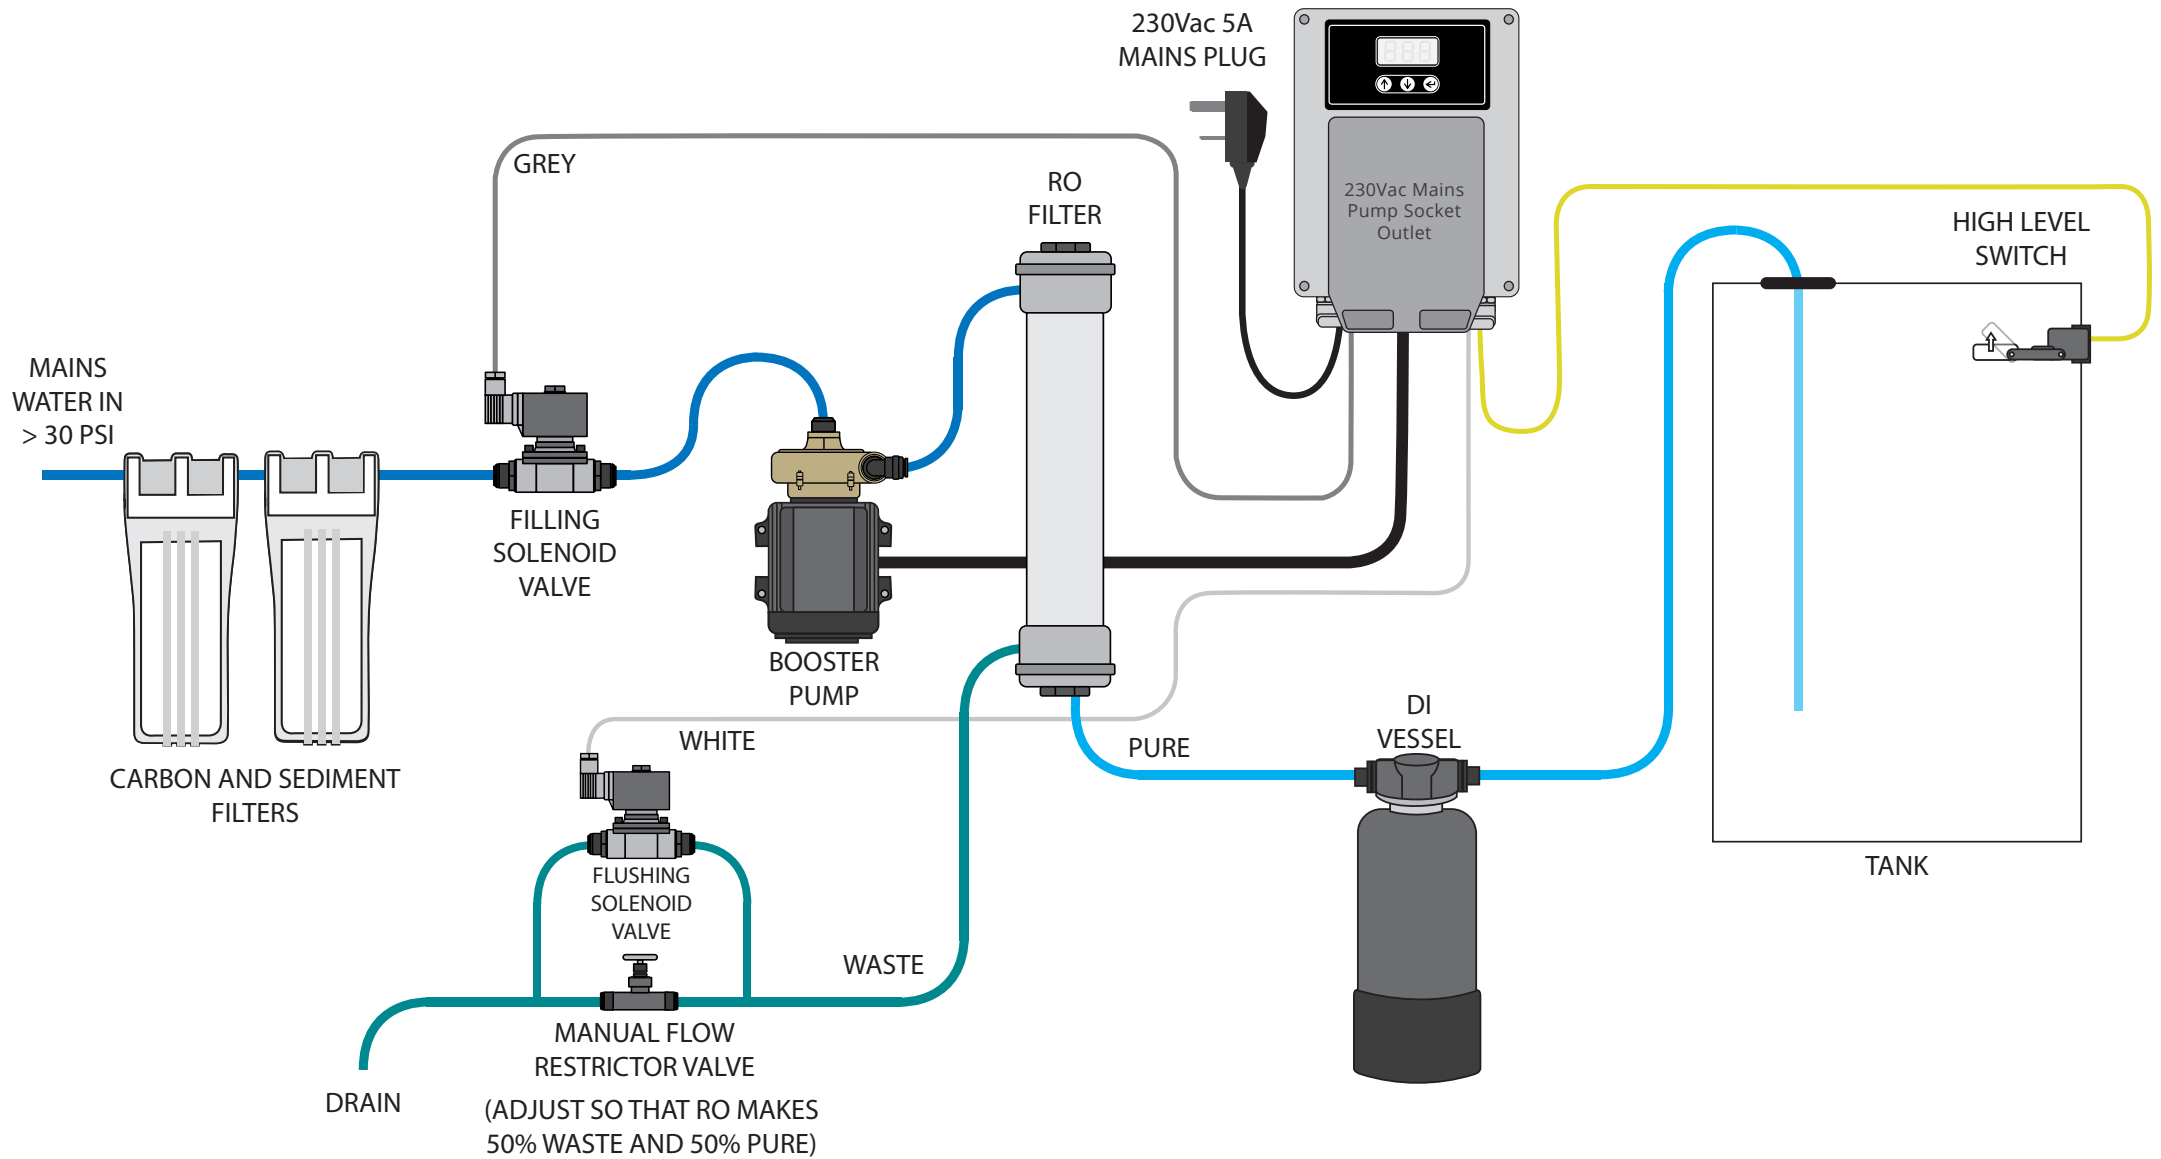 230Vac 5A
MAINS PLUG
GREY
RO
FILTER
230Vac Mains
Pump Socket
Outlet
HIGH LEVEL
SWITCH
MAINS
WATER IN
> 30 PSI
FILLING
SOLENOID
VALVE
BOOSTER
PUMP
CARBON AND SEDIMENT
FILTERS
WHITE
PURE
DI
VESSEL
TANK
FLUSHING
SOLENOID
VALVE
WASTE
MANUAL FLOW
RESTRICTOR VALVE
DRAIN
(ADJUST SO THAT RO MAKES
50% WASTE AND 50% PURE)